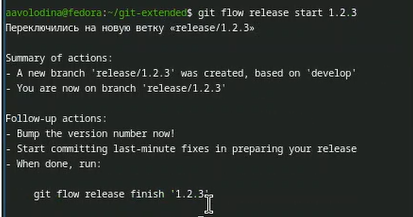 aavolodina@fedora:~/git-extended$ git flow release start 1.2.3
Переключились на новую ветку «release/1.2.3»
Summary of actions:
- A new branch 'release/1.2.3' was created, based on 'develop'
- You are now on branch 'release/1.2.3'
Follow-up actions:
- Bump the version number now!
- Start committing last-minute fixes in preparing your release
- When done, run:
git flow release finish '1.2.3'